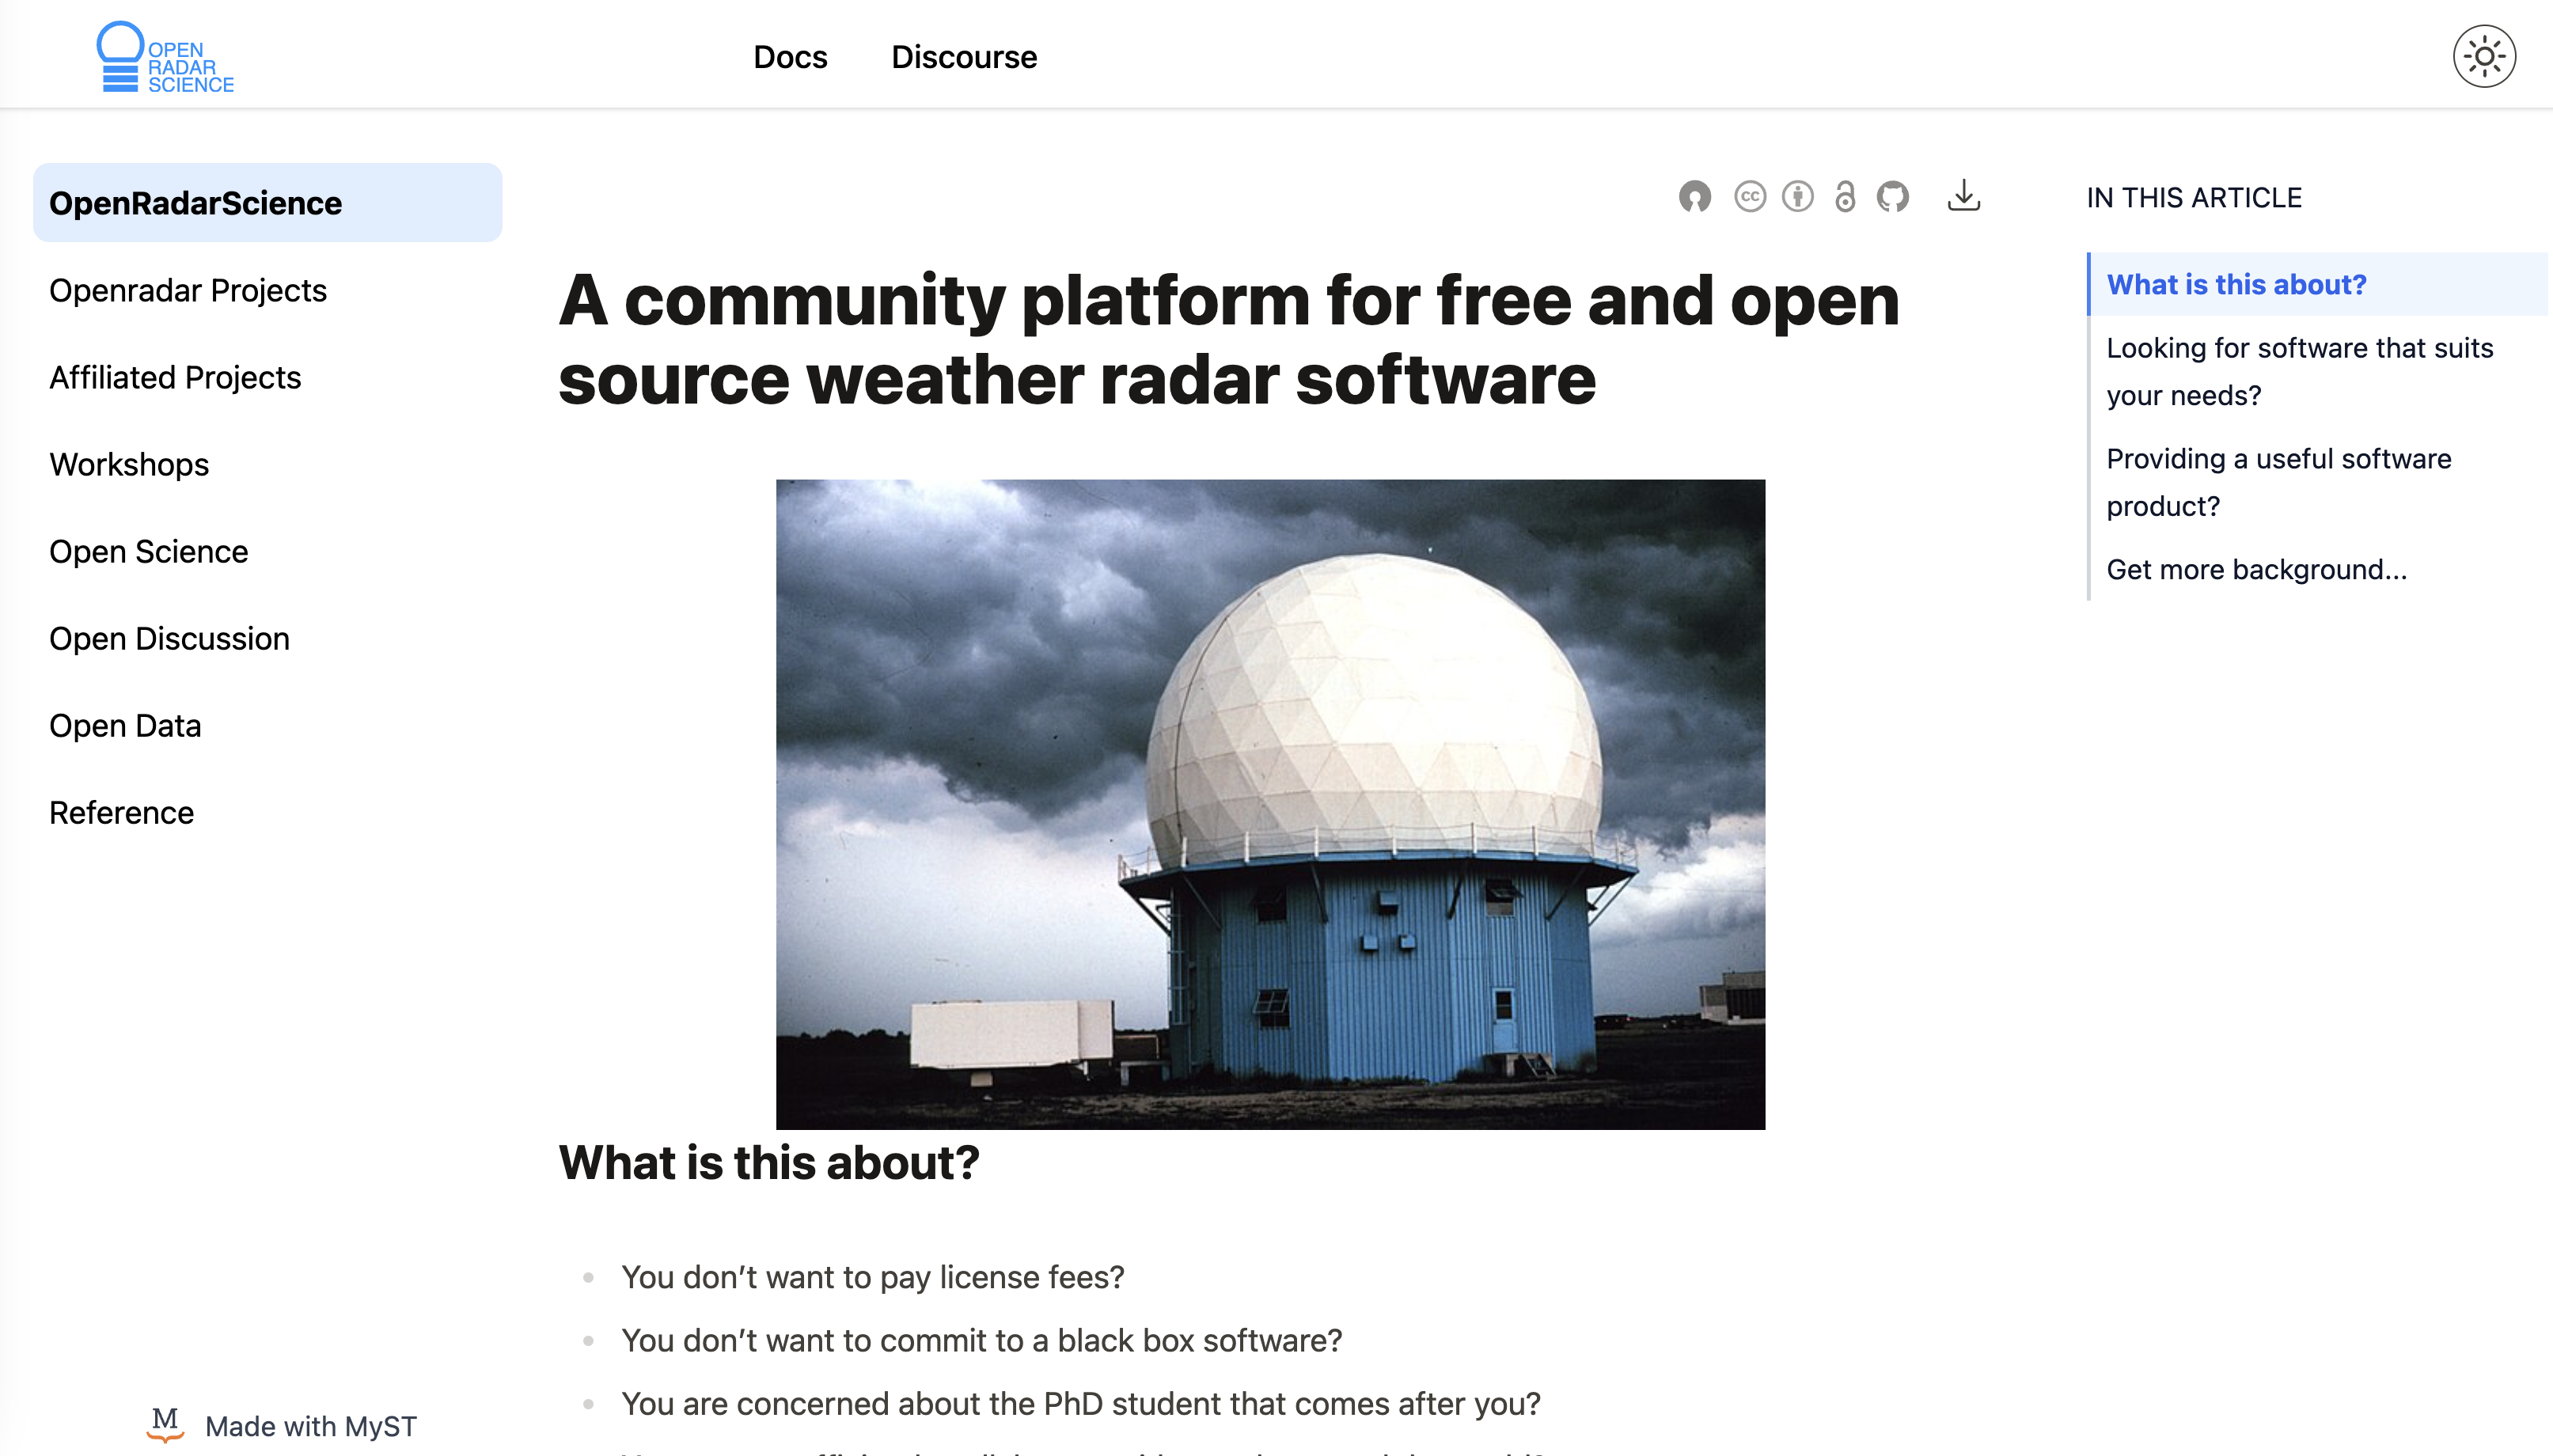 OPEN
RADAR
SCIENCE
Docs
Discourse
OpenRadarScience
Openradar Projects
Affiliated Projects
Workshops
Open Science
Open Discussion
Open Data
Reference
Made with MyST
A community platform for free and open
source weather radar software
What is this about?
You don’t want to pay license fees?
You don’t want to commit to a black box software?
You are concerned about the PhD student that comes after you?
IN THIS ARTICLE
What is this about?
Looking for software that suits
your needs?
Providing a useful software
product?
Get more background...